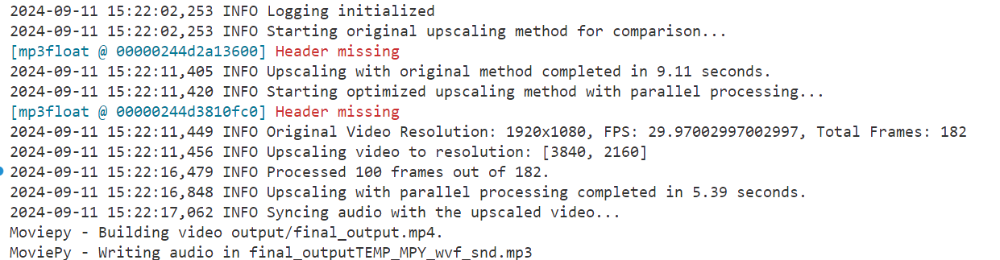 2024-09-11 15:22:02,253 INFO Logging initialized
2024-09-11 15:22:02,253 INFO Starting original upscaling method for comparison...
[mp3float @ 00000244d2a13600] Header missing
2024-09-11 15:22:11,405 INFO Upscaling with original method completed in 9.11 seconds.
2024-09-11 15:22:11,420 INFO Starting optimized upscaling method with parallel processing...
[mp3float @ 00000244d3810fc0] Header missing
2024-09-11 15:22:11,449 INFO Original Video Resolution: 1920x1080, FPS: 29.97002997002997, Total Frames: 182
2024-09-11 15:22:11,456 INFO Upscaling video to resolution: [3840, 2160]
2024-09-11 15:22:16,479 INFO Processed 100 frames out of 182.
2024-09-11 15:22:16,848 INFO Upscaling with parallel processing completed in 5.39 seconds.
2024-09-11 15:22:17,062 INFO Syncing audio with the upscaled video...
Moviepy - Building video output/final_output.mp4.
MoviePy - Writing audio in final_outputTEMP_MPY_wvf_snd.mp3